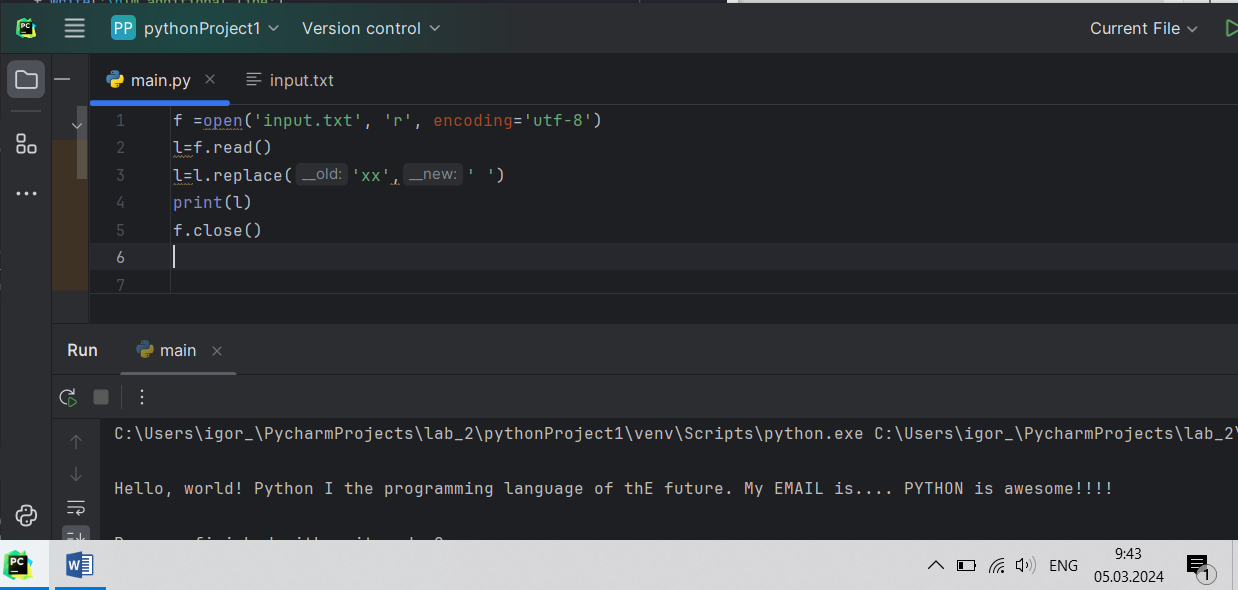 PC PP pythonProject1 Version control Current File
main.py input.txt
1 f =open('input.txt', 'r', encoding='utf-8')
2 l=f.read()
3 l=l.replace( __old: 'xx', __new: ' ')
4 print(l)
5 f.close()
6
7
Run main
C:\Users\igor_\PycharmProjects\lab_2\pythonProject1\venv\Scripts\python.exe C:\Users\igor_\PycharmProjects\lab_2\
Hello, world! Python I the programming language of thE future. My EMAIL is.... PYTHON is awesome!!!!
PC W ENG 9:43
05.03.2024 1